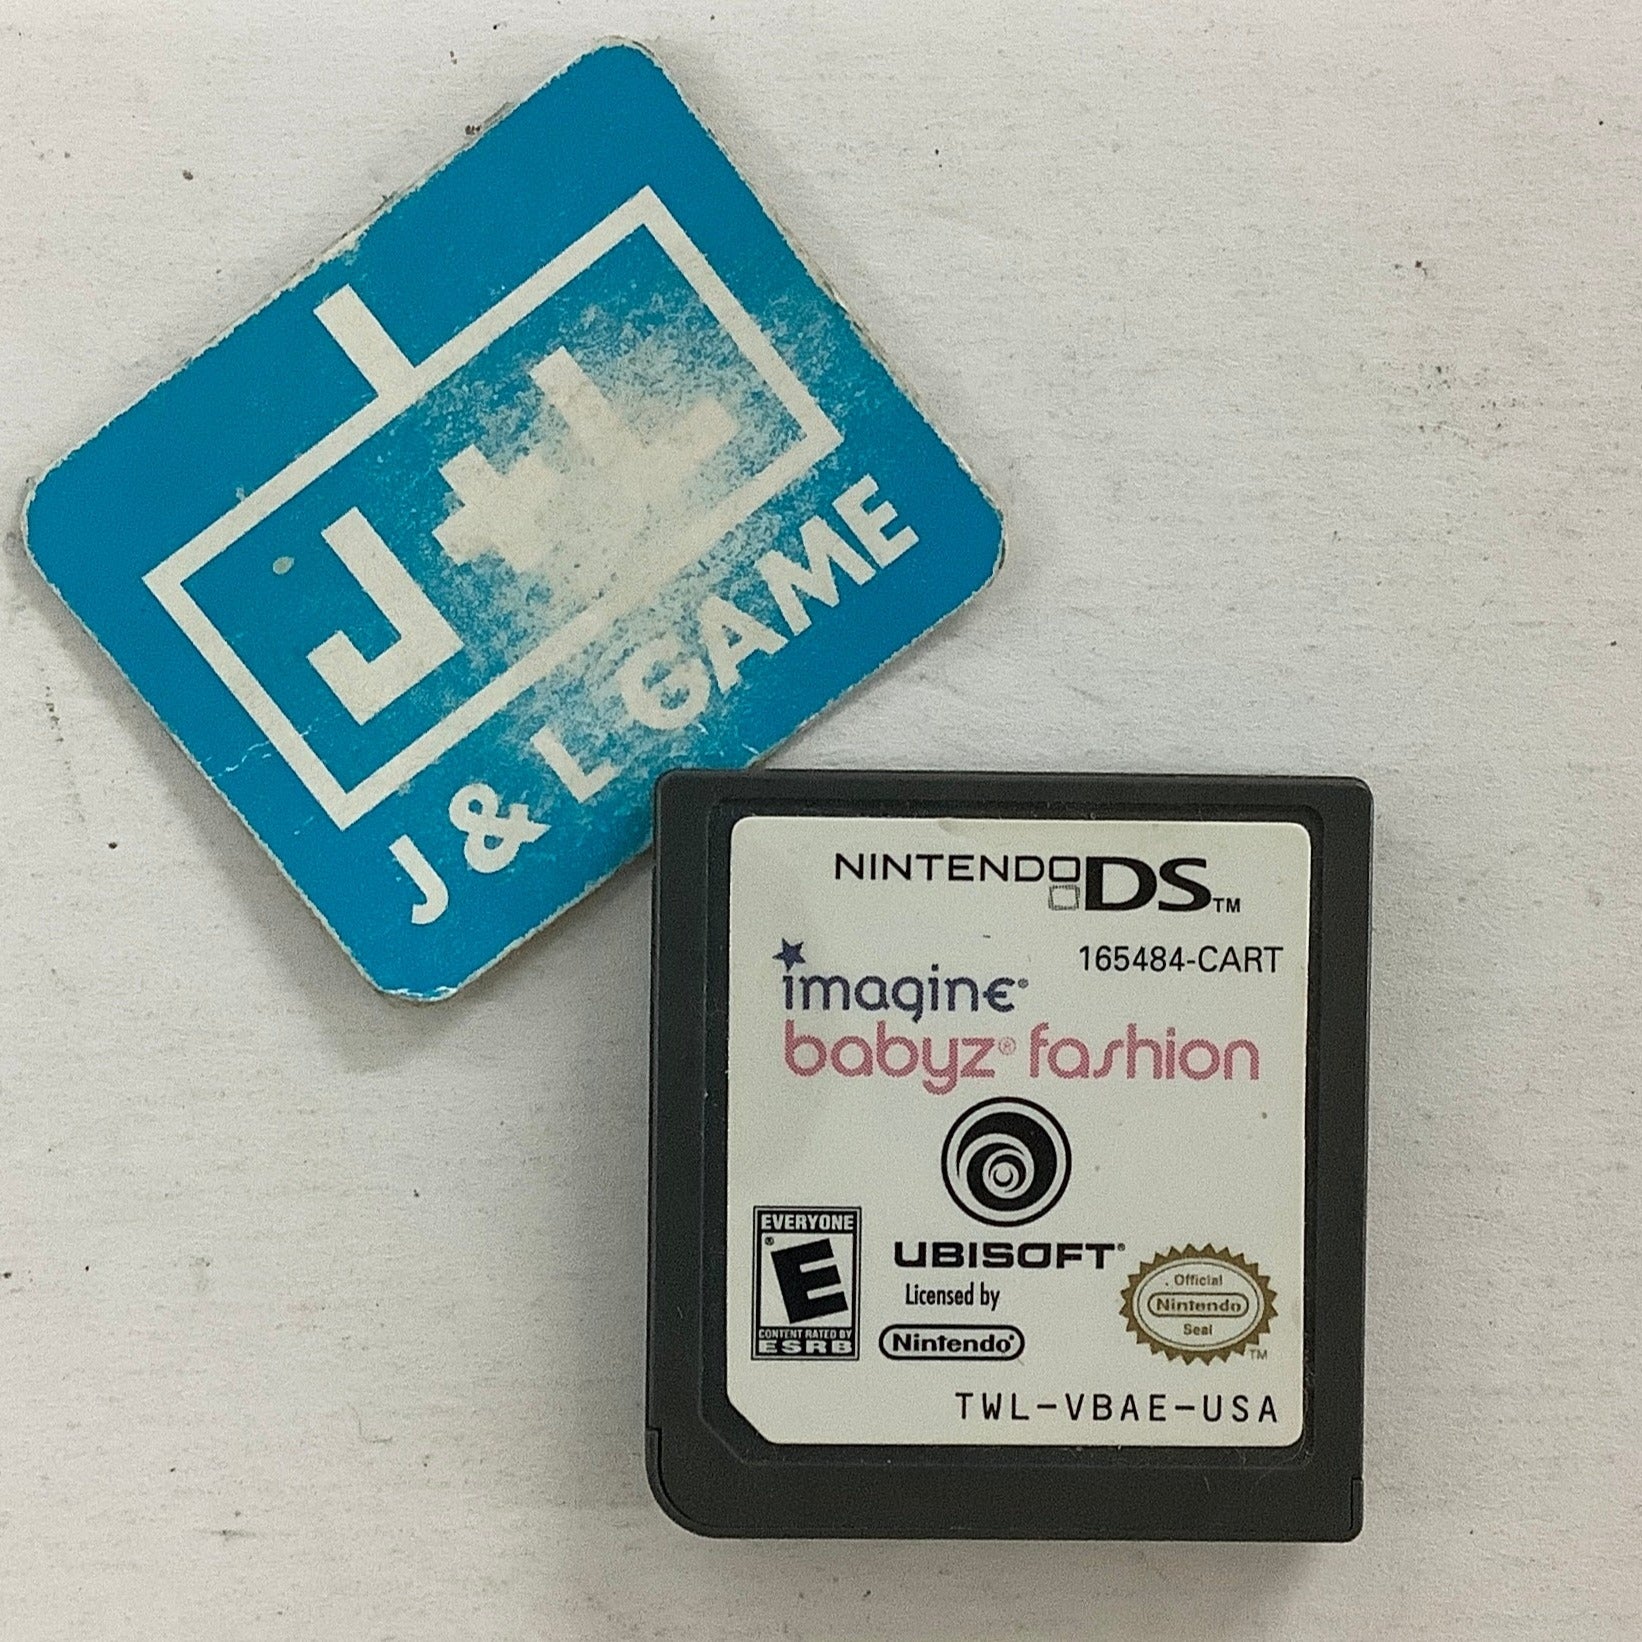 J+L
J & L GAME
NINTENDO DS™
165484-CART
imagine®
babyz® fashion
EVERYONE
E
®
CONTENT RATED BY
ESRB
UBISOFT®
Licensed by
Nintendo®
Official
Nintendo
Seal
TM
TWL-VBAE-USA